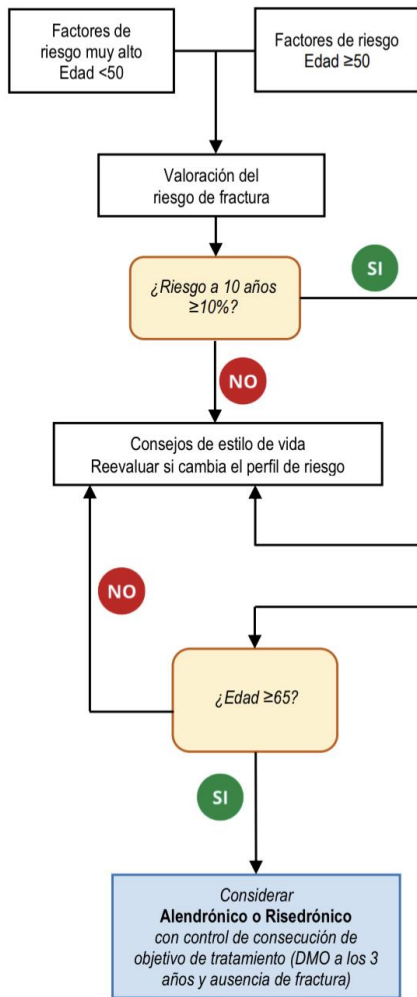 Factores de
riesgo muy alto
Edad <50
Factores de riesgo
Edad ≥50
Valoración del
riesgo de fractura
¿Riesgo a 10 años
≥10%?
SI
NO
Consejos de estilo de vida
Reevaluar si cambia el perfil de riesgo
NO
¿Edad ≥65?
SI
Considerar
Alendrónico o Risedrónico
con control de consecución de
objetivo de tratamiento (DMO a los 3
años y ausencia de fractura)